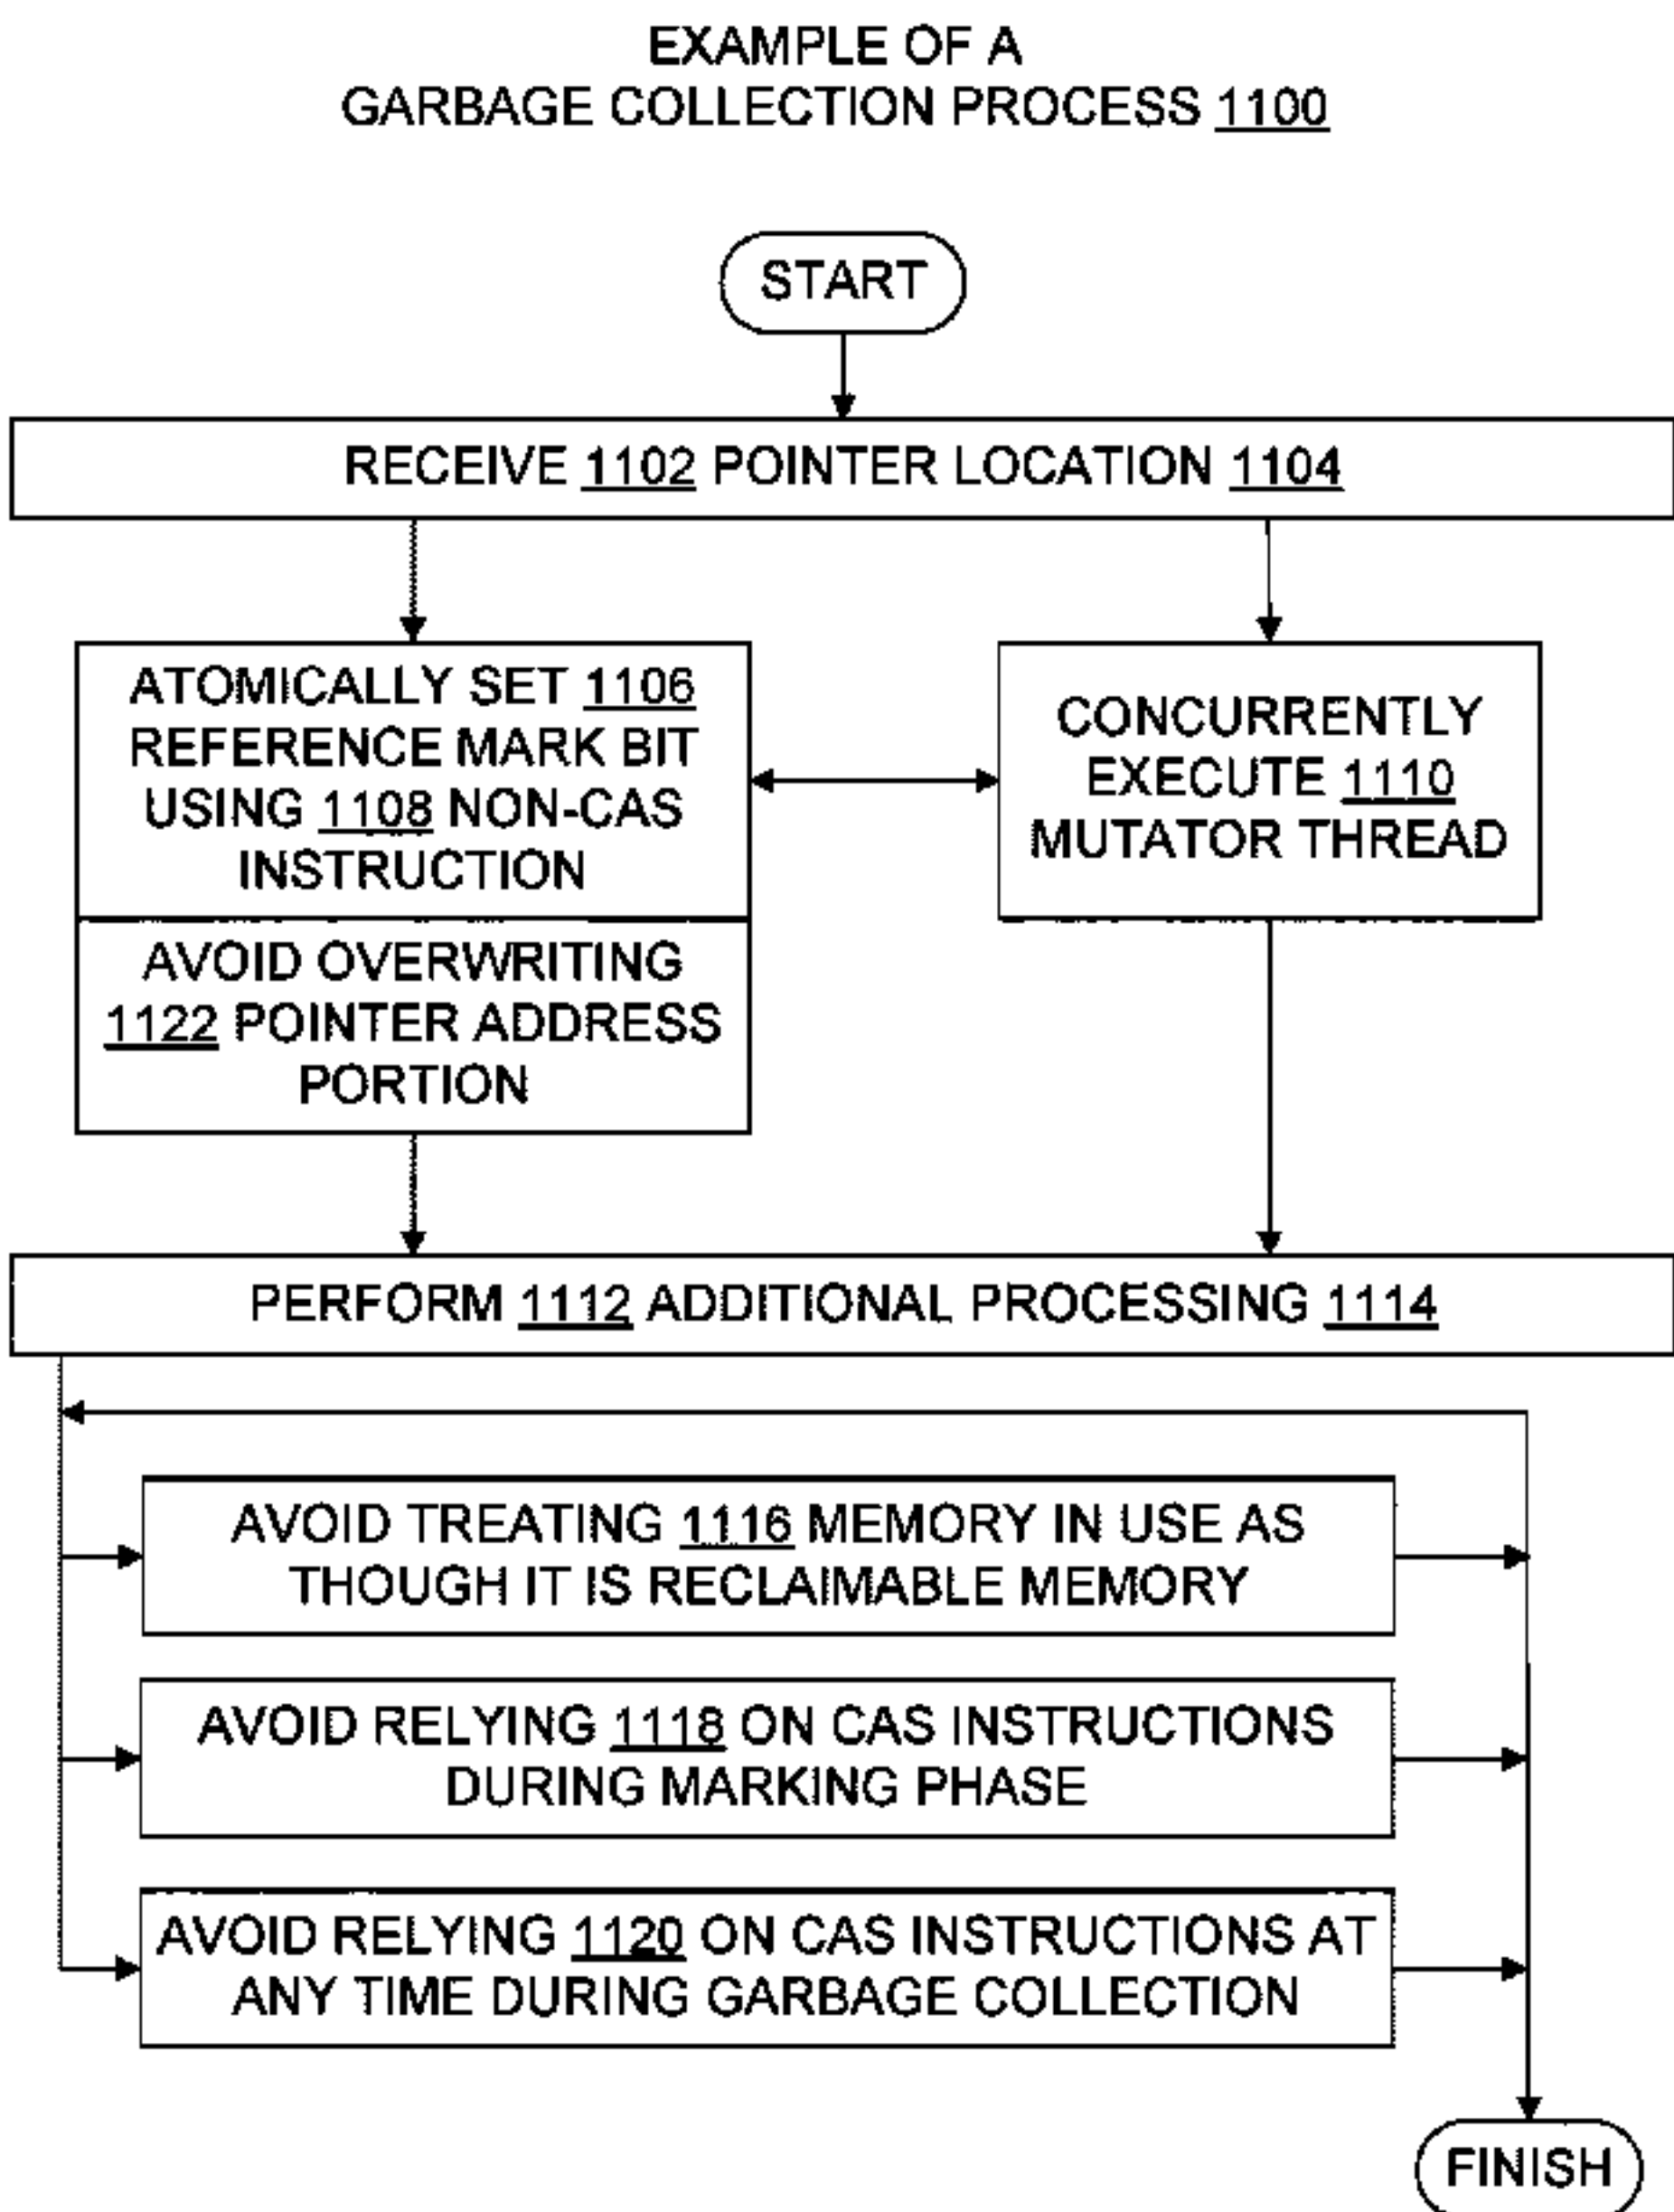 EXAMPLE OF A
GARBAGE COLLECTION PROCESS 1100
START
RECEIVE 1102 POINTER LOCATION 1104
ATOMICALLY SET 1106
REFERENCE MARK BIT
USING 1108 NON-CAS
INSTRUCTION
AVOID OVERWRITING
1122 POINTER ADDRESS
PORTION
CONCURRENTLY
EXECUTE 1110
MUTATOR THREAD
PERFORM 1112 ADDITIONAL PROCESSING 1114
AVOID TREATING 1116 MEMORY IN USE AS
THOUGH IT IS RECLAIMABLE MEMORY
AVOID RELYING 1118 ON CAS INSTRUCTIONS
DURING MARKING PHASE
AVOID RELYING 1120 ON CAS INSTRUCTIONS AT
ANY TIME DURING GARBAGE COLLECTION
FINISH